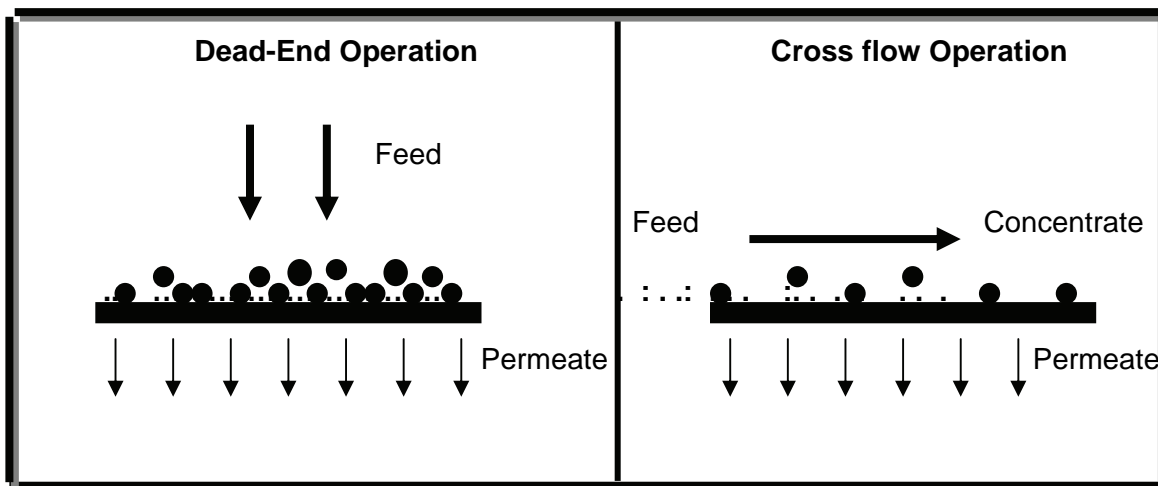 Dead-End Operation
Feed
Permeate
Cross flow Operation
Feed
Concentrate
Permeate